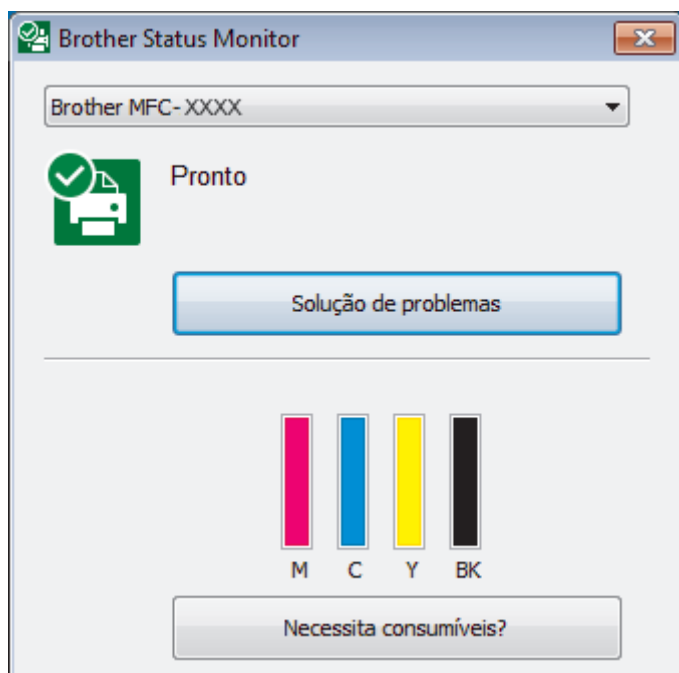 Brother Status Monitor
Brother MFC- XXXX
Pronto
Solução de problemas
M C Y BK
Necessita consumíveis?